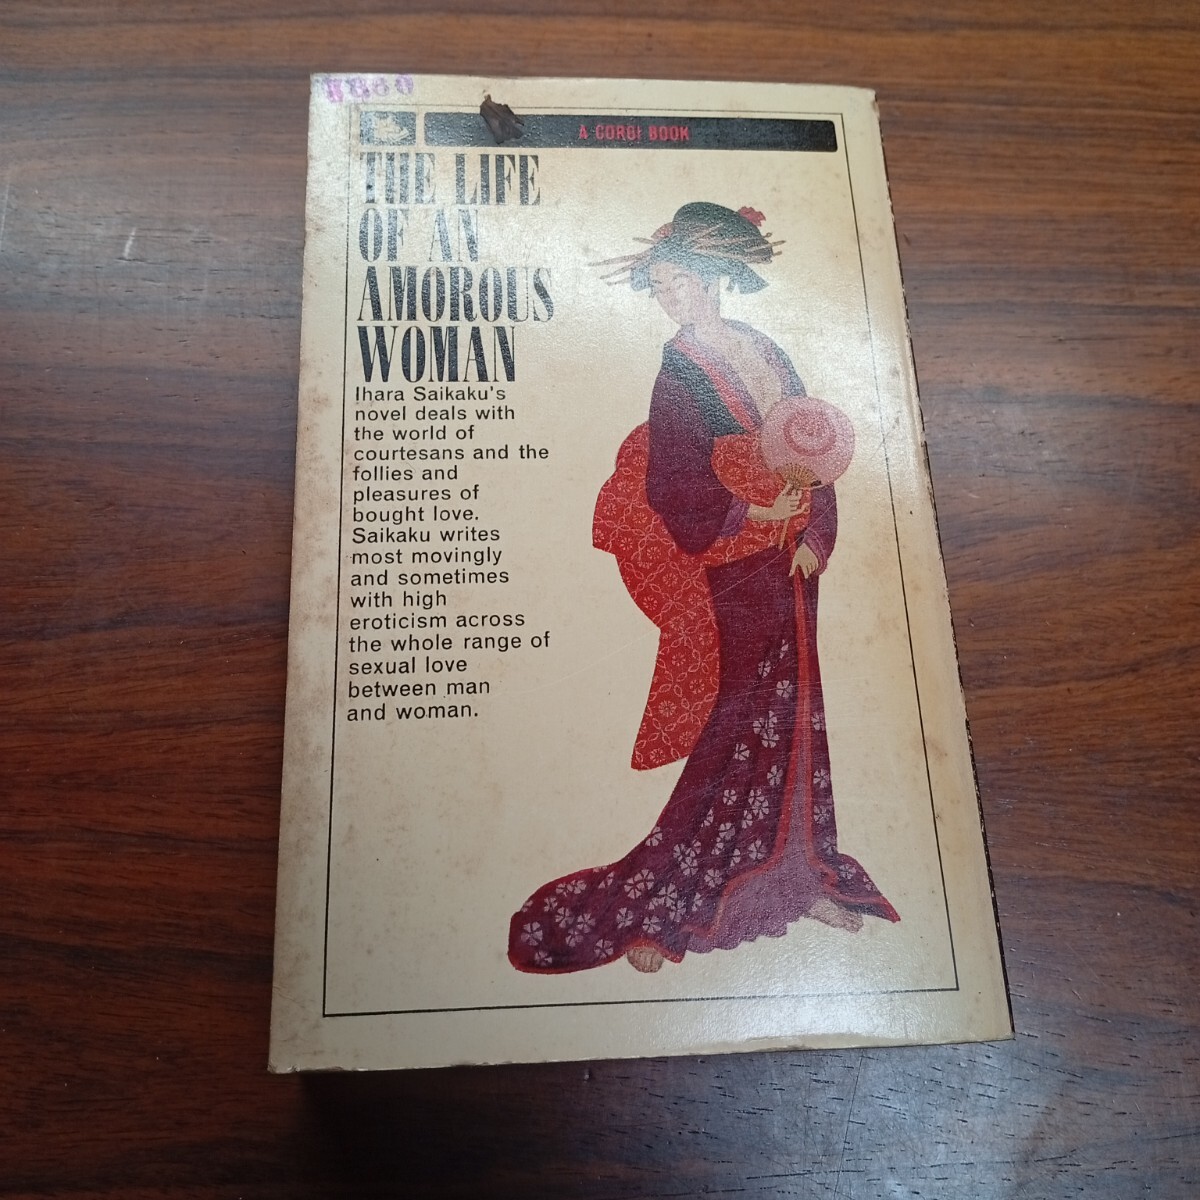 A CORGI BOOK
THE LIFE
OF AN
AMOROUS
WOMAN
Ihara Saikaku's
novel deals with
the world of
courtesans and the
follies and
pleasures of
bought love.
Saikaku writes
most movingly
and sometimes
with high
eroticism across
the whole range of
sexual love
between man
and woman.